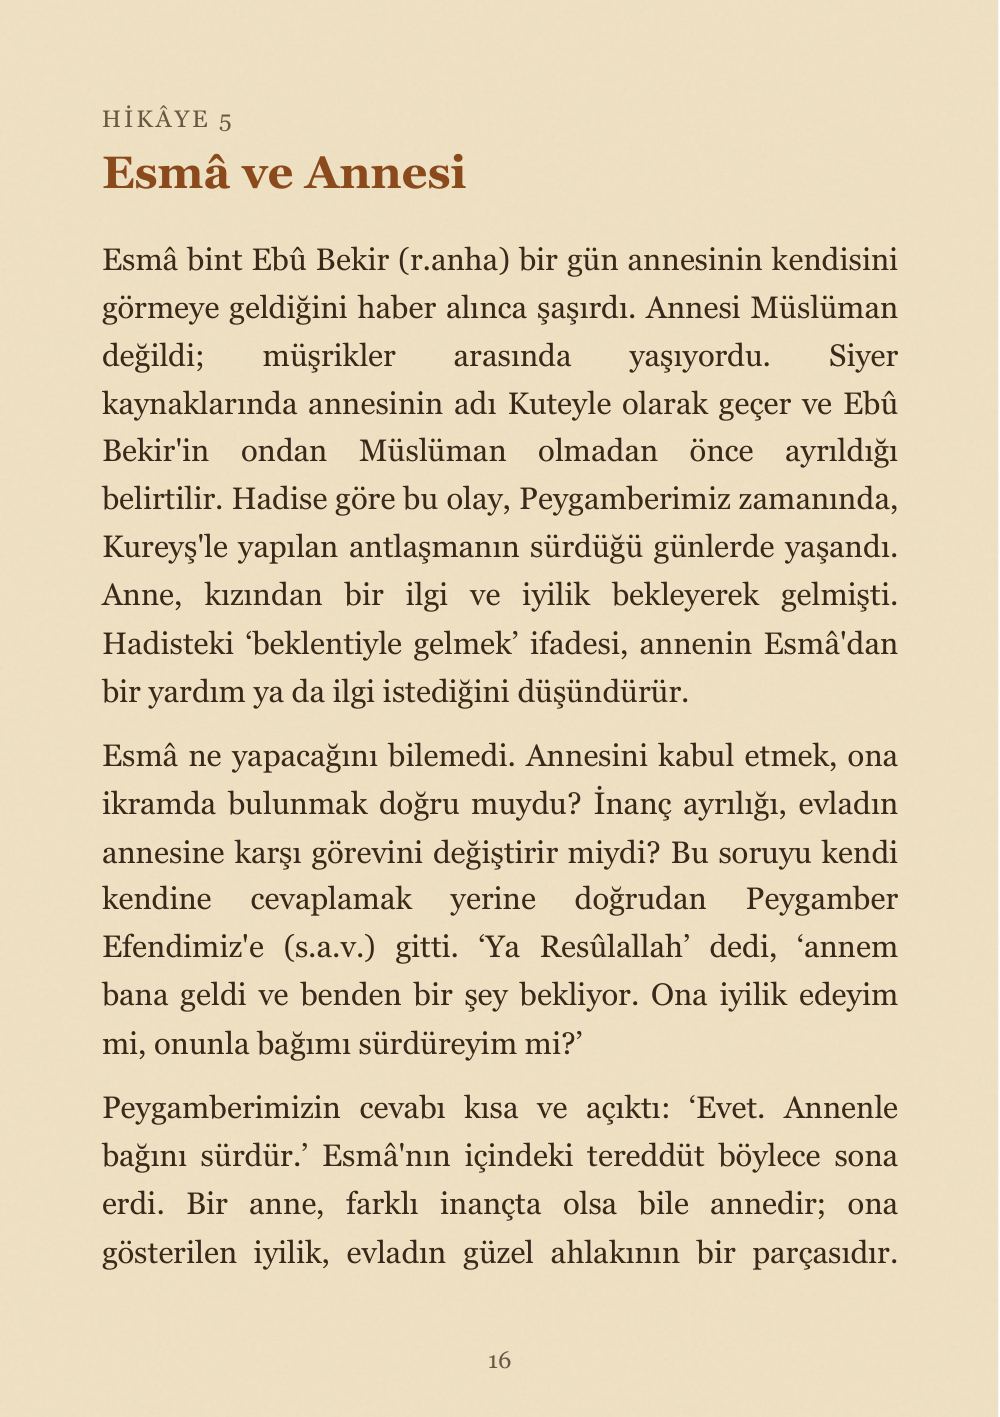 HİKÂYE 5
Esmâ ve Annesi
Esmâ bint Ebû Bekir (r.anha) bir gün annesinin kendisini
görmeye geldiğini haber alınca şaşırdı. Annesi Müslüman
değildi; müşrikler arasında yaşıyordu. Siyer
kaynaklarında annesinin adı Kuteyle olarak geçer ve Ebû
Bekir'in ondan Müslüman olmadan önce ayrıldığı
belirtilir. Hadise göre bu olay, Peygamberimiz zamanında,
Kureyş'le yapılan antlaşmanın sürdüğü günlerde yaşandı.
Anne, kızından bir ilgi ve iyilik bekleyerek gelmişti.
Hadisteki ‘beklentiyle gelmek’ ifadesi, annenin Esmâ'dan
bir yardım ya da ilgi istediğini düşündürür.
Esmâ ne yapacağını bilemedi. Annesini kabul etmek, ona
ikramda bulunmak doğru muydu? İnanç ayrılığı, evladın
annesine karşı görevini değiştirir miydi? Bu soruyu kendi
kendine cevaplamak yerine doğrudan Peygamber
Efendimiz'e (s.a.v.) gitti. ‘Ya Resûlallah’ dedi, ‘annem
bana geldi ve benden bir şey bekliyor. Ona iyilik edeyim
mi, onunla bağımı sürdüreyim mi?’
Peygamberimizin cevabı kısa ve açıktı: ‘Evet. Annenle
bağını sürdür.’ Esmâ'nın içindeki tereddüt böylece sona
erdi. Bir anne, farklı inançta olsa bile annedir; ona
gösterilen iyilik, evladın güzel ahlakının bir parçasıdır.
16